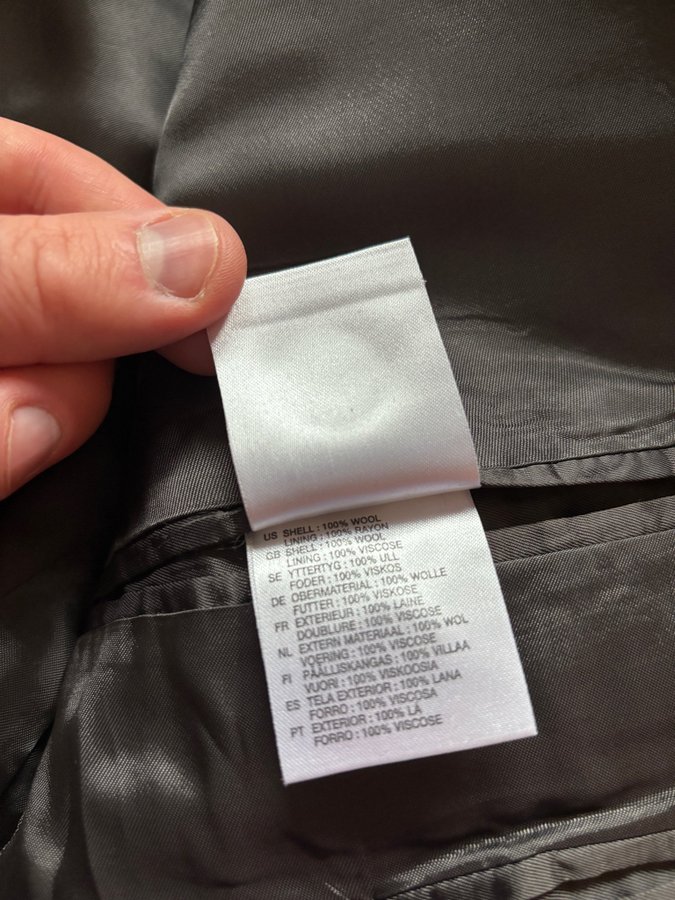 US SHELL : 100% WOOL
LINING : 100% RAYON
GB SHELL : 100% WOOL
LINING : 100% VISCOSE
SE YTTERTYG : 100% ULL
FODER : 100% VISKOS
DE OBERMATERIAL : 100% WOLLE
FUTTER : 100% VISKOSE
FR EXTERIEUR : 100% LAINE
DOUBLURE : 100% VISCOSE
NL EXTERN MATERIAAL : 100% WOL
VOERING : 100% VISCOSE
FI PÄÄLLISKANGAS : 100% VILLAA
VUORI : 100% VISKOOSIA
ES TELA EXTERIOR : 100% LANA
FORRO : 100% VISCOSA
PT EXTERIOR : 100% LÃ
FORRO : 100% VISCOSE